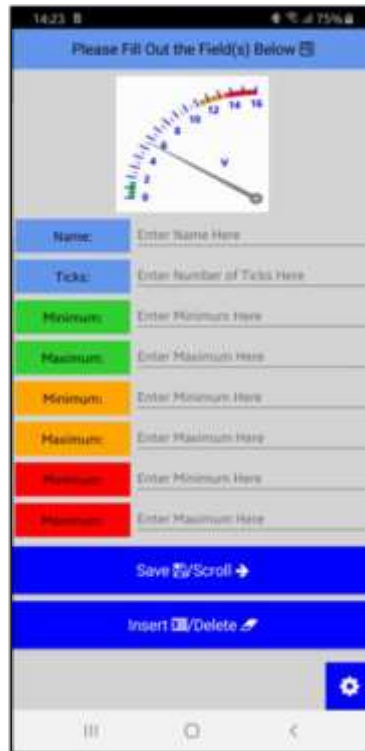 14:23
75%
Please Fill Out the Field(s) Below
0 2 4 6 8 10 12 14 16
V
Name: Enter Name Here
Ticks: Enter Number of Ticks Here
Minimum: Enter Minimum Here
Maximum: Enter Maximum Here
Minimum: Enter Minimum Here
Maximum: Enter Maximum Here
Minimum: Enter Minimum Here
Maximum: Enter Maximum Here
Save /Scroll
Insert /Delete